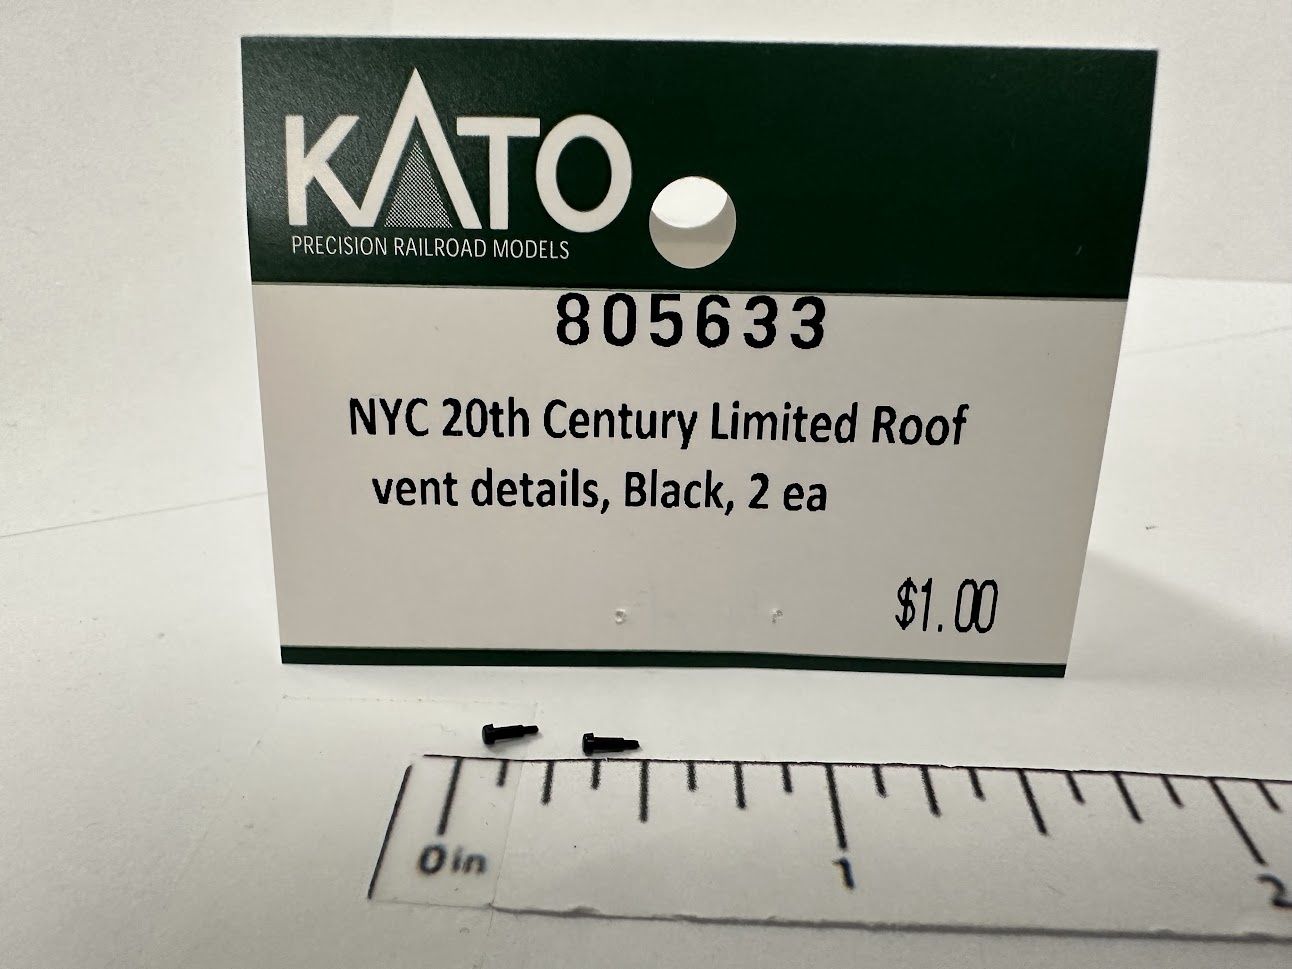 KATO
PRECISION RAILROAD MODELS
805633
NYC 20th Century Limited Roof
vent details, Black, 2 ea
$1.00
0in 1 2